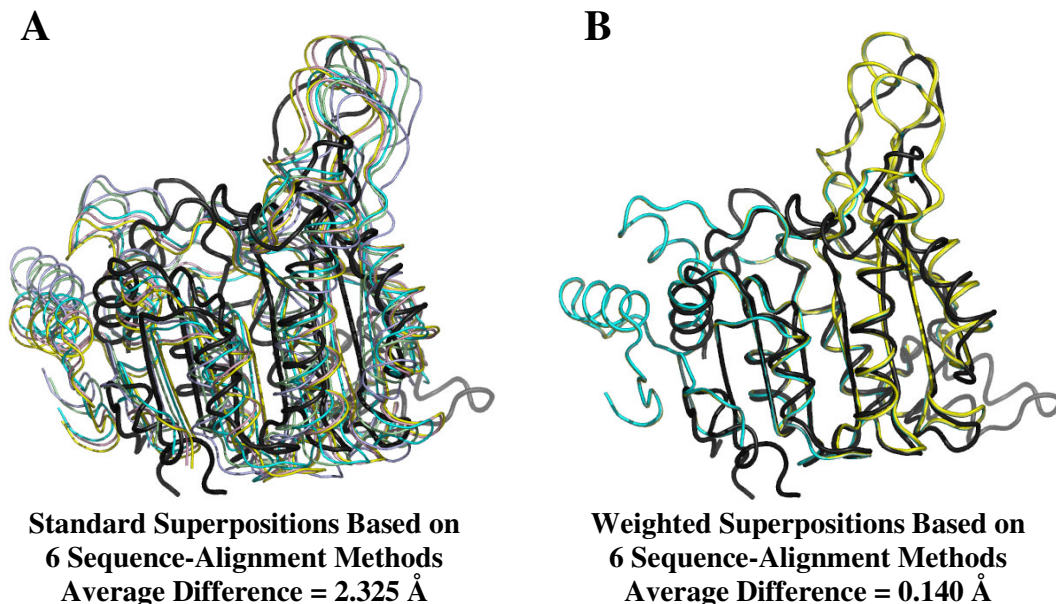 A
B
Standard Superpositions Based on
6 Sequence-Alignment Methods
Average Difference = 2.325 Å
Weighted Superpositions Based on
6 Sequence-Alignment Methods
Average Difference = 0.140 Å